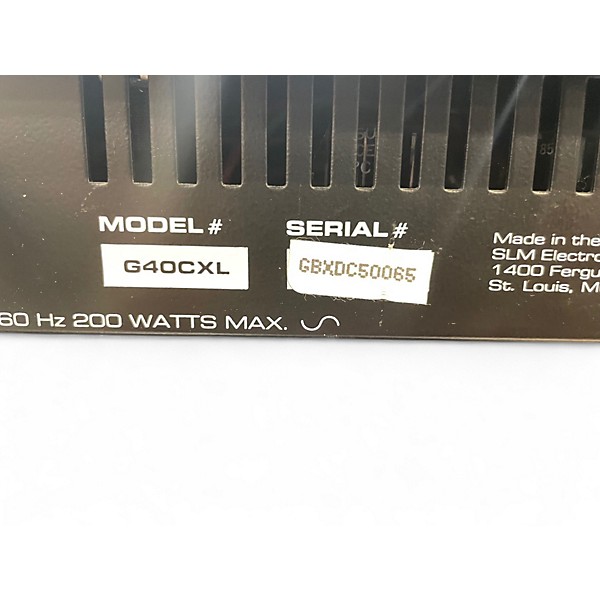 MODEL # SERIAL #
G40CXL GBXDC50065
Made in the
SLM Electro
1400 Fergu
St. Louis, M
60 Hz 200 WATTS MAX.